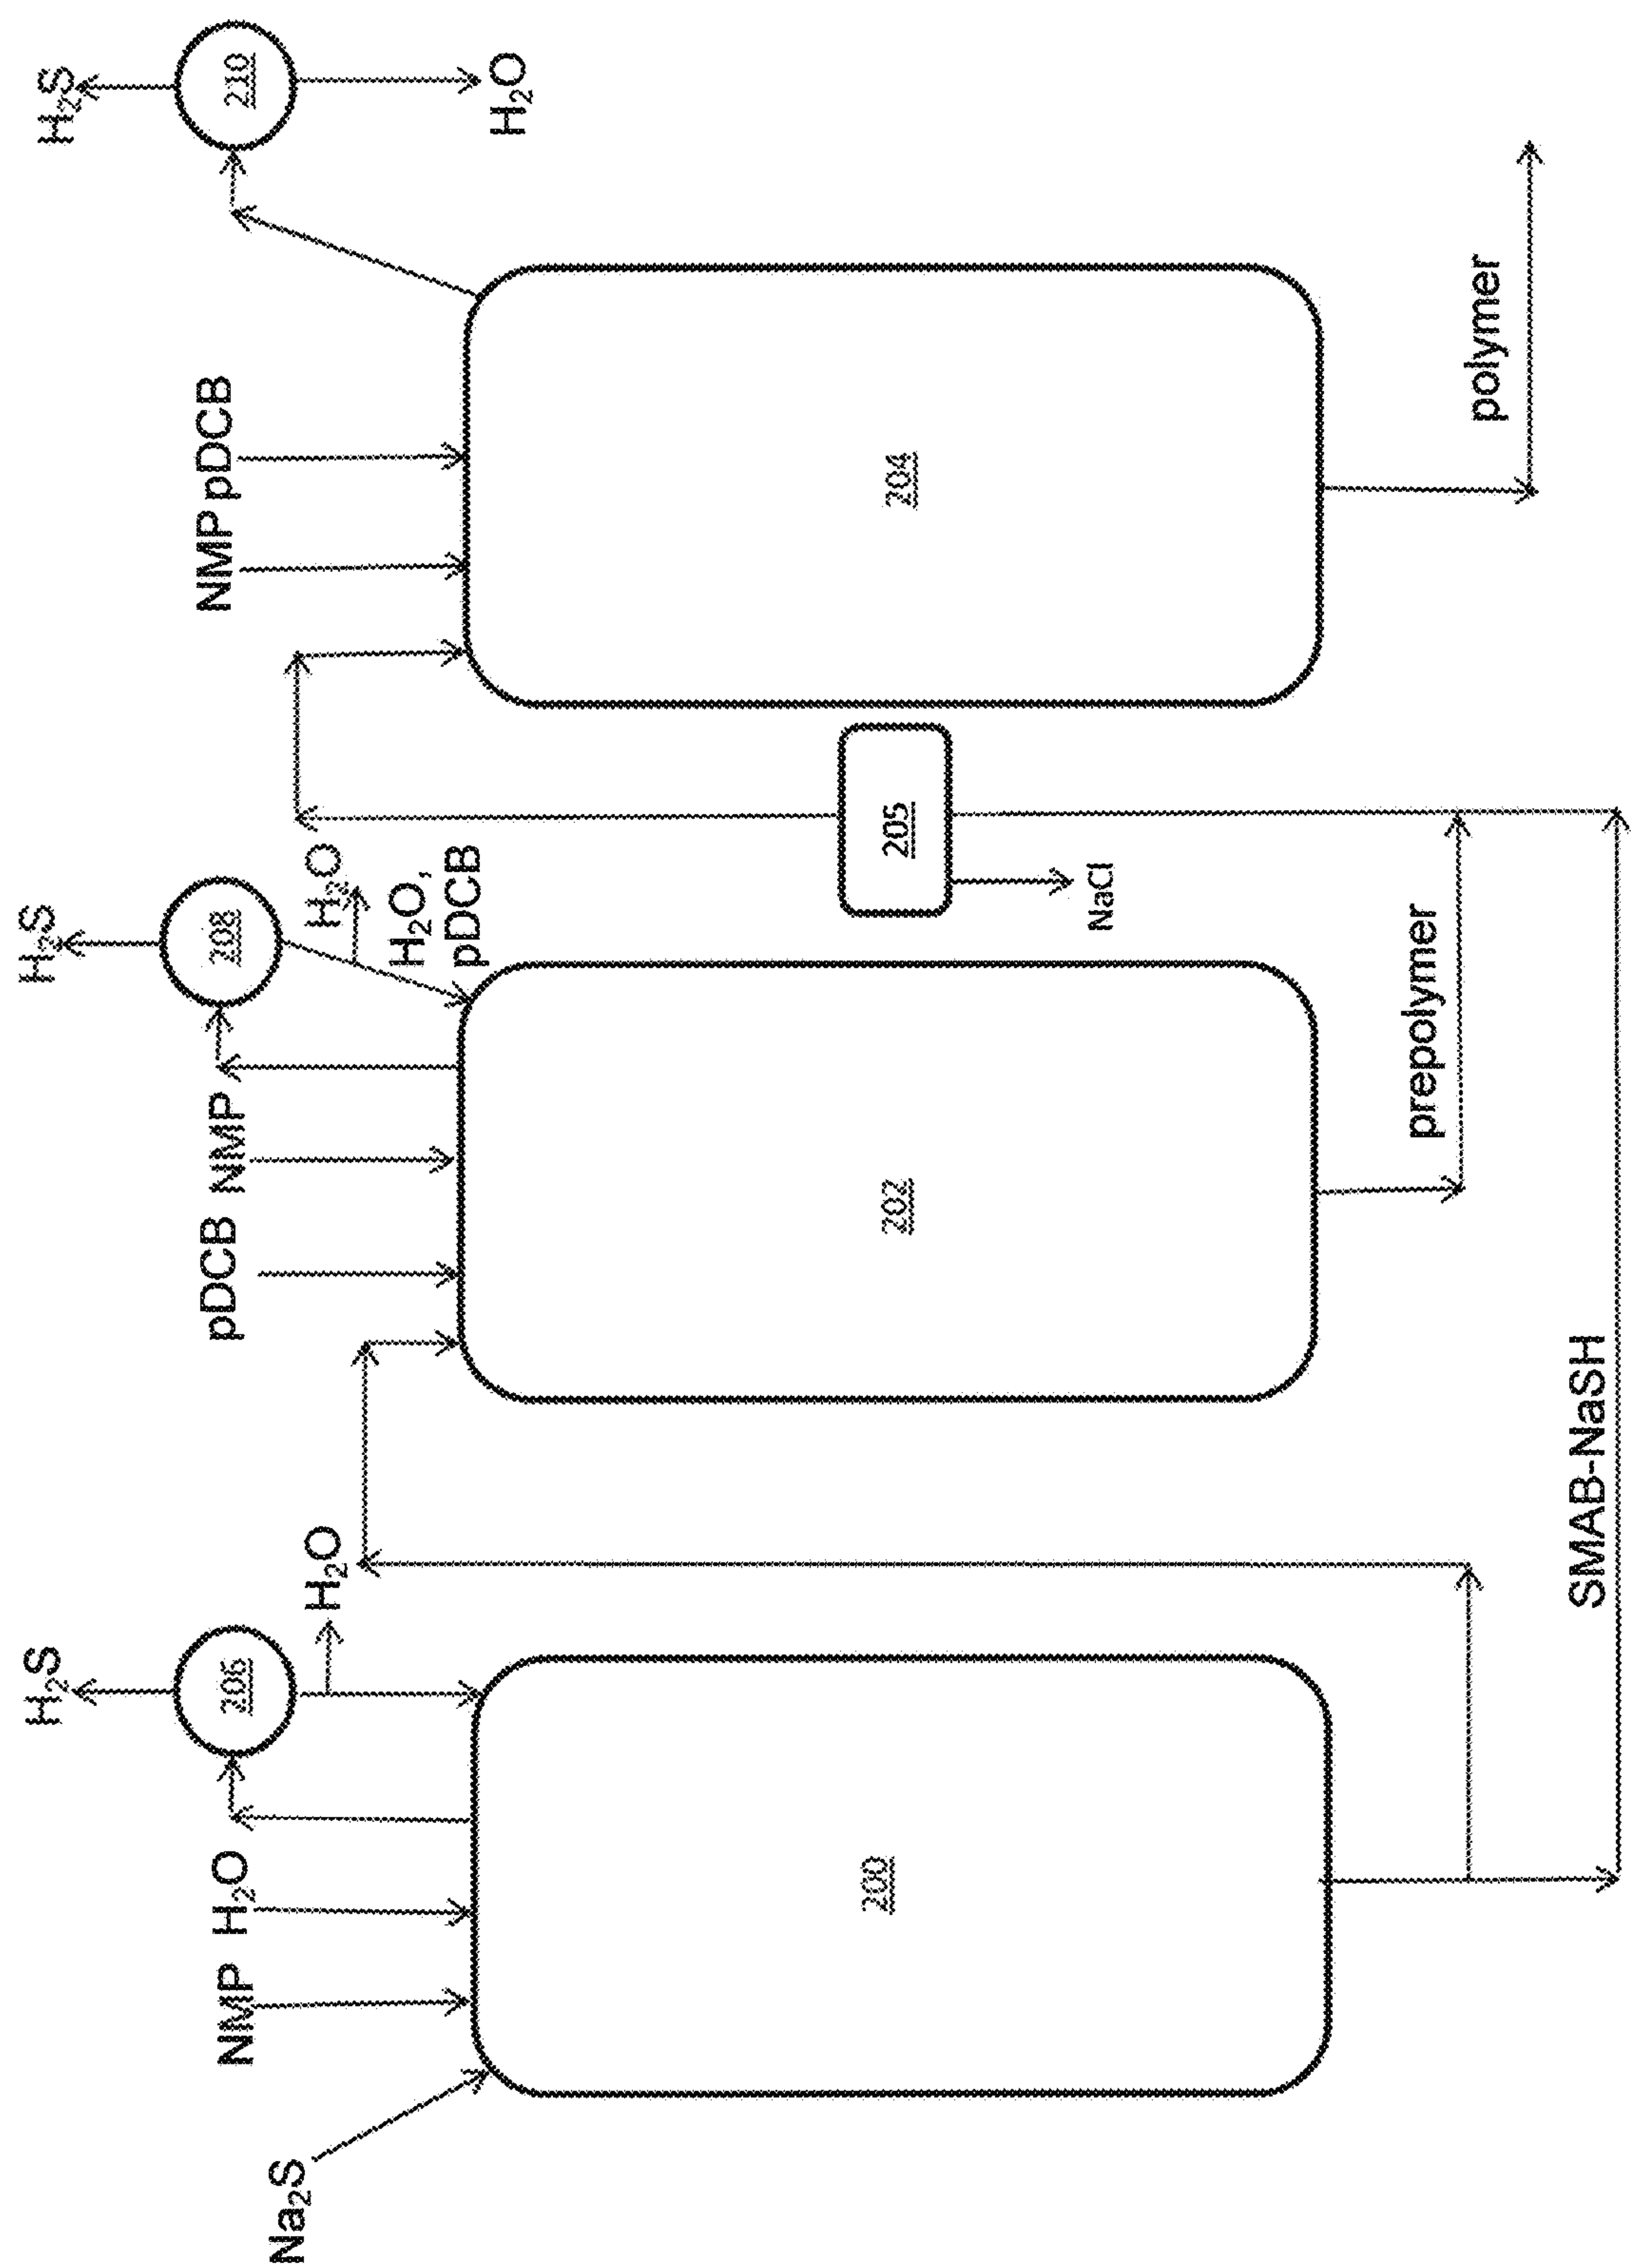 H₂S
H₂S
H₂S
206
208
210
NMP H₂O
H₂O
pDCB NMP
H₂O
NMP pDCB
Na₂S
H₂O,
pDCB
H₂O
200
202
205
204
NaCl
prepolymer
polymer
SMAB-NaSH